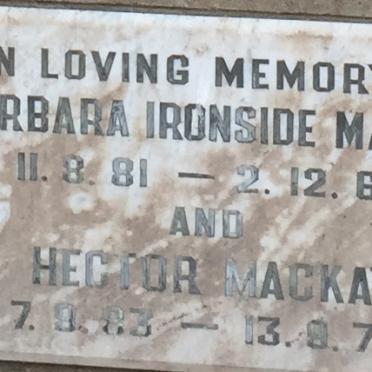 N LOVING MEMORY
RBARA IRONSIDE MA
11. 8. 81 — 2. 12. 6
AND
HECTOR MACKAY
7. 9. 83 — 13. 9. 7